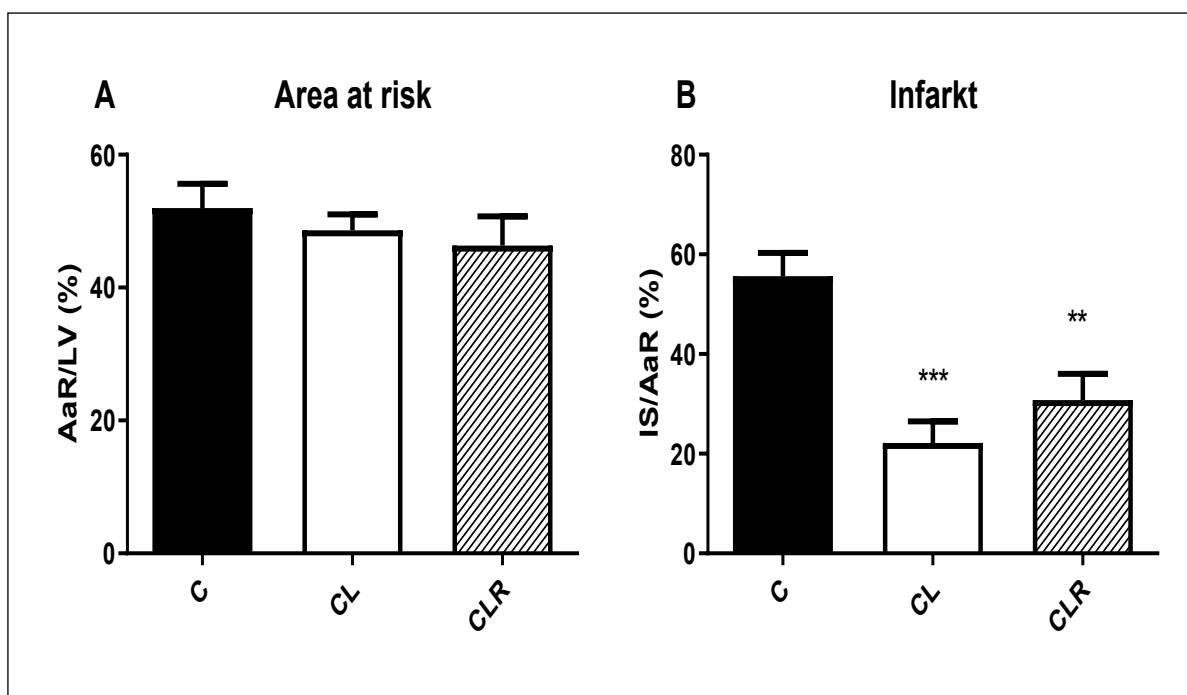 A Area at risk
AaR/LV (%)
60
40
20
0
C CL CLR
B Infarkt
IS/AaR (%)
80
60
40
20
0
***
**
C CL CLR